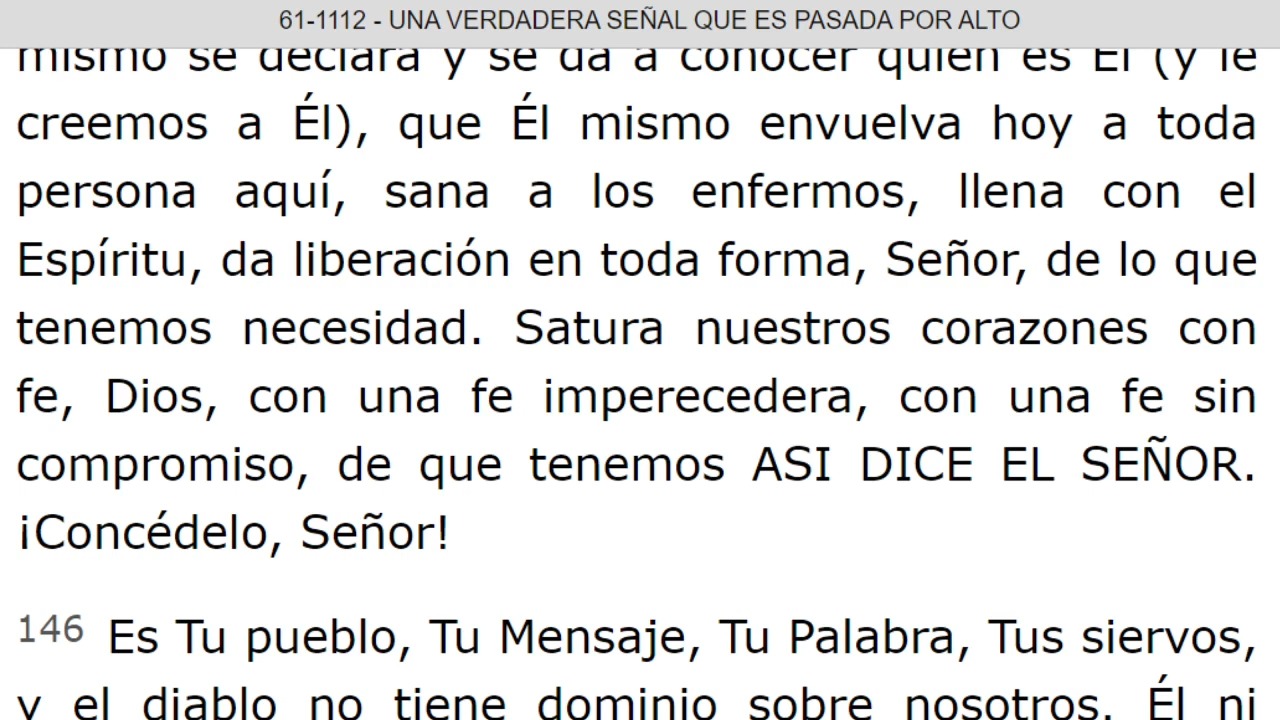 61-1112 - UNA VERDADERA SEÑAL QUE ES PASADA POR ALTO
mismo se declara y se da a conocer quién es Él (y le
creemos a Él), que Él mismo envuelva hoy a toda
persona aquí, sana a los enfermos, llena con el
Espíritu, da liberación en toda forma, Señor, de lo que
tenemos necesidad. Satura nuestros corazones con
fe, Dios, con una fe imperecedera, con una fe sin
compromiso, de que tenemos ASI DICE EL SEÑOR.
¡Concédelo, Señor!
146 Es Tu pueblo, Tu Mensaje, Tu Palabra, Tus siervos,
y el diablo no tiene dominio sobre nosotros. Él ni